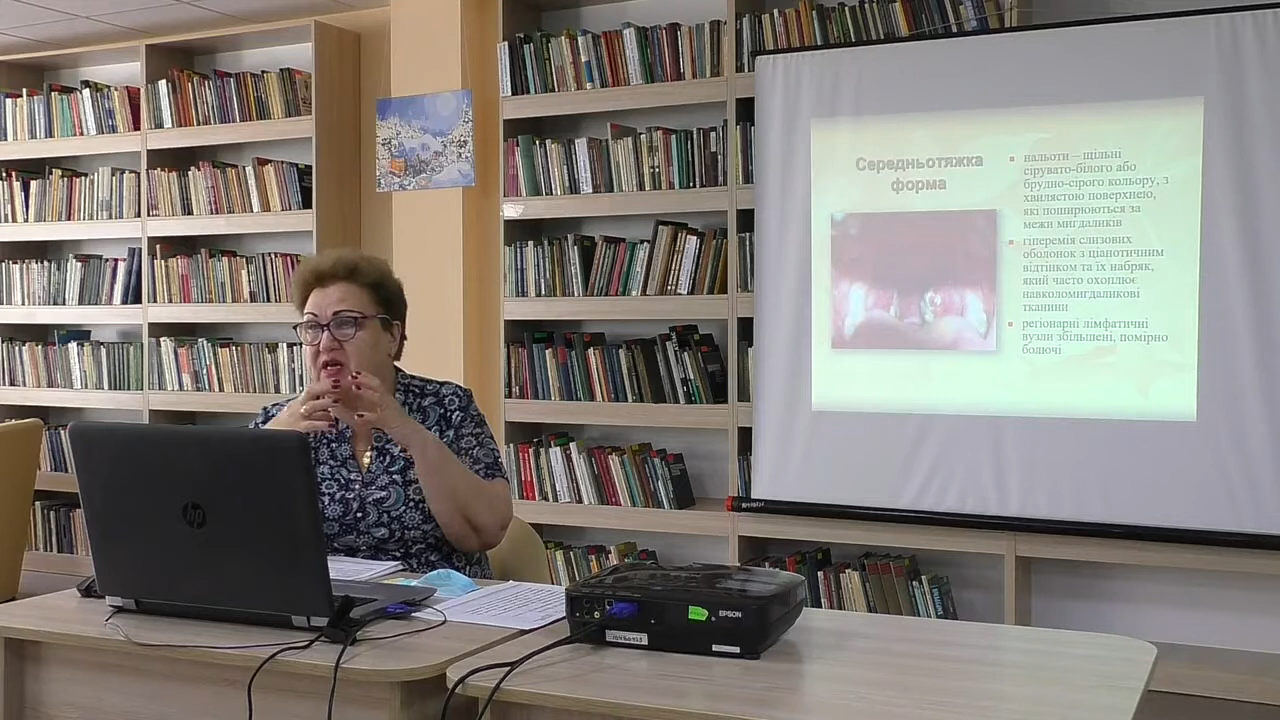 Середньотяжка
форма
нальоти – щільні
сірувато-білого або
брудно-сірого кольору, з
хвилястою поверхнею,
які поширюються за
межи мигдаликів
гіперемія слизових
оболонок з ціанотичним
відтінком та їх набряк,
який часто охоплює
навколомигдаликові
тканини
регіонарні лімфатичні
вузли збільшені, помірно
болючі
hp
EPSON